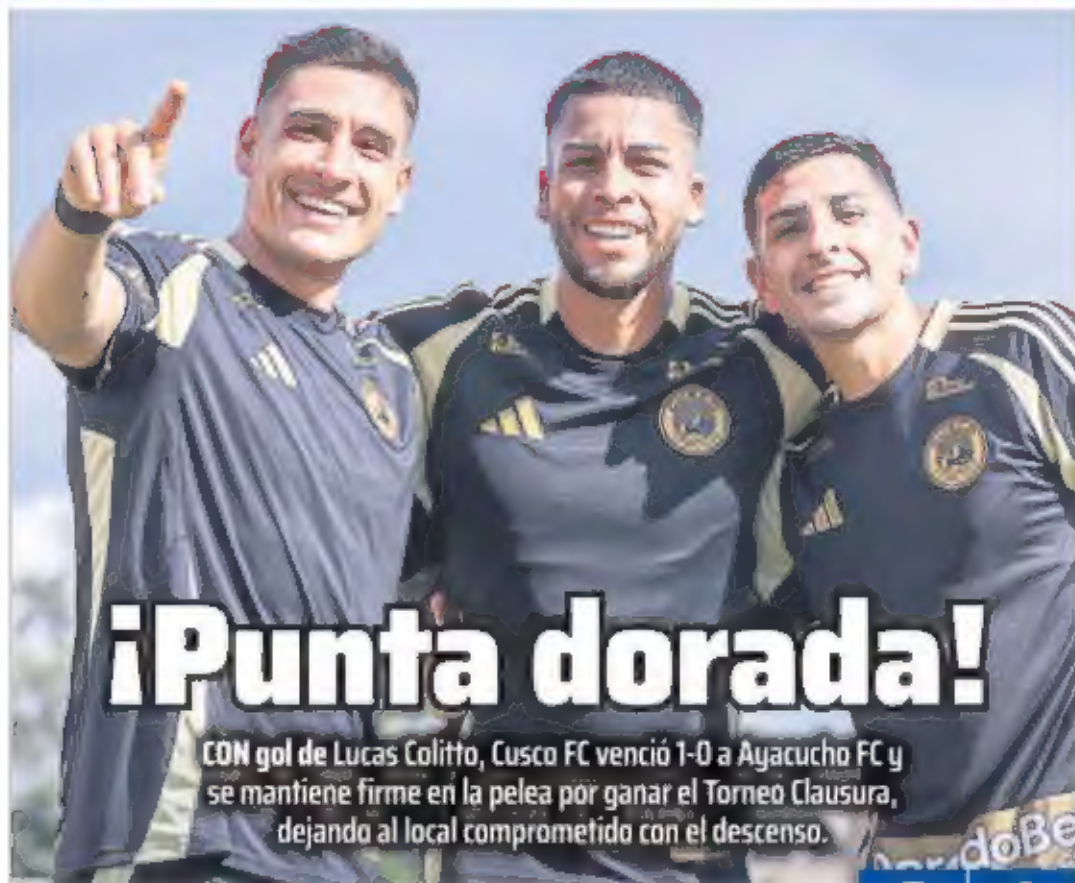 ¡Punta dorada!
CON gol de Lucas Colitto, Cusco FC venció 1-0 a Ayacucho FC y
se mantiene firme en la pelea por ganar el Torneo Clausura,
dejando al local comprometido con el descenso.
doBe